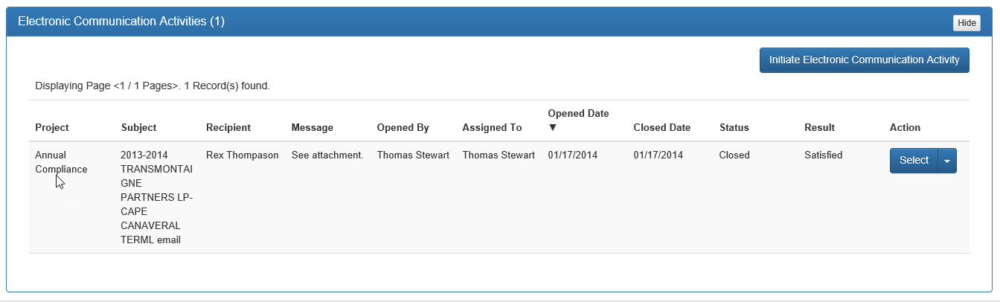 Electronic Communication Activities (1)
Hide
Initiate Electronic Communication Activity
Displaying Page <1 / 1 Pages>. 1 Record(s) found.
Project Subject Recipient Message Opened By Assigned To Opened Date ▼ Closed Date Status Result Action
Annual Compliance
2013-2014
TRANSMONTAI
GNE
PARTNERS LP-
CAPE
CANAVERAL
TERML email
Rex Thompason
See attachment.
Thomas Stewart
Thomas Stewart
01/17/2014
01/17/2014
Closed
Satisfied
Select